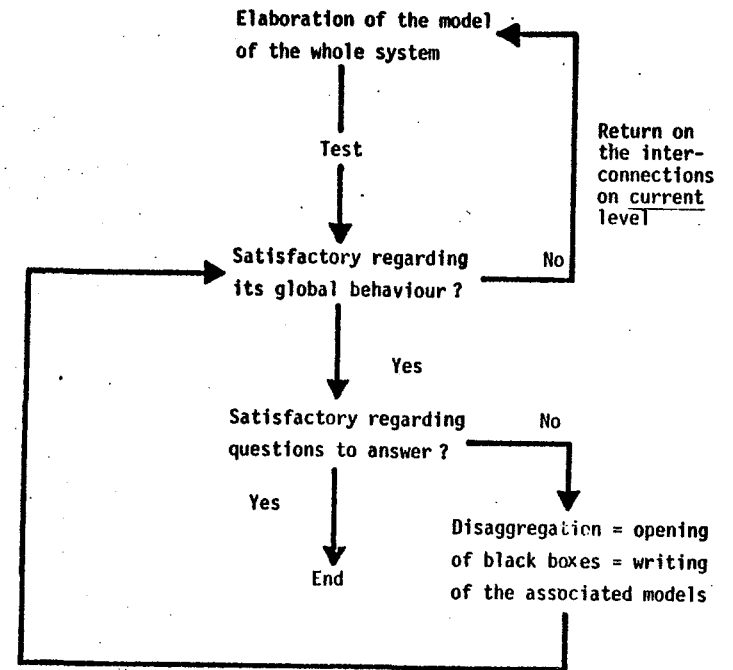 Elaboration of the model
of the whole system
Return on
the inter-
connections
on current
level
Test
Satisfactory regarding
its global behaviour ?
No
Yes
Satisfactory regarding
questions to answer ?
No
Yes
Disaggregation = opening
of black boxes = writing
of the associated models
End